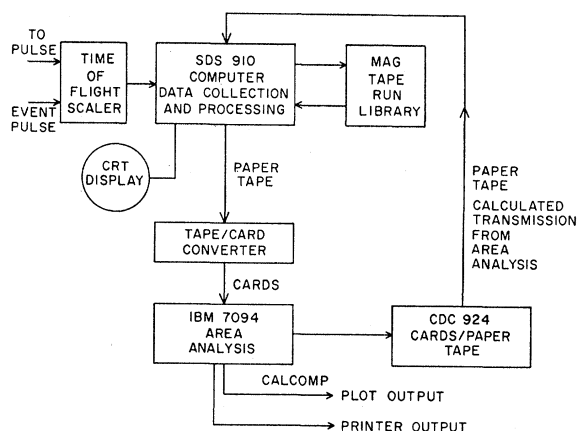 TO
PULSE
EVENT
PULSE
TIME
OF
FLIGHT
SCALER
SDS 910
COMPUTER
DATA COLLECTION
AND PROCESSING
MAG
TAPE
RUN
LIBRARY
CRT
DISPLAY
PAPER
TAPE
TAPE/CARD
CONVERTER
CARDS
IBM 7094
AREA
ANALYSIS
CDC 924
CARDS/PAPER
TAPE
PAPER
TAPE
CALCULATED
TRANSMISSION
FROM
AREA
ANALYSIS
CALCOMP
PLOT OUTPUT
PRINTER OUTPUT